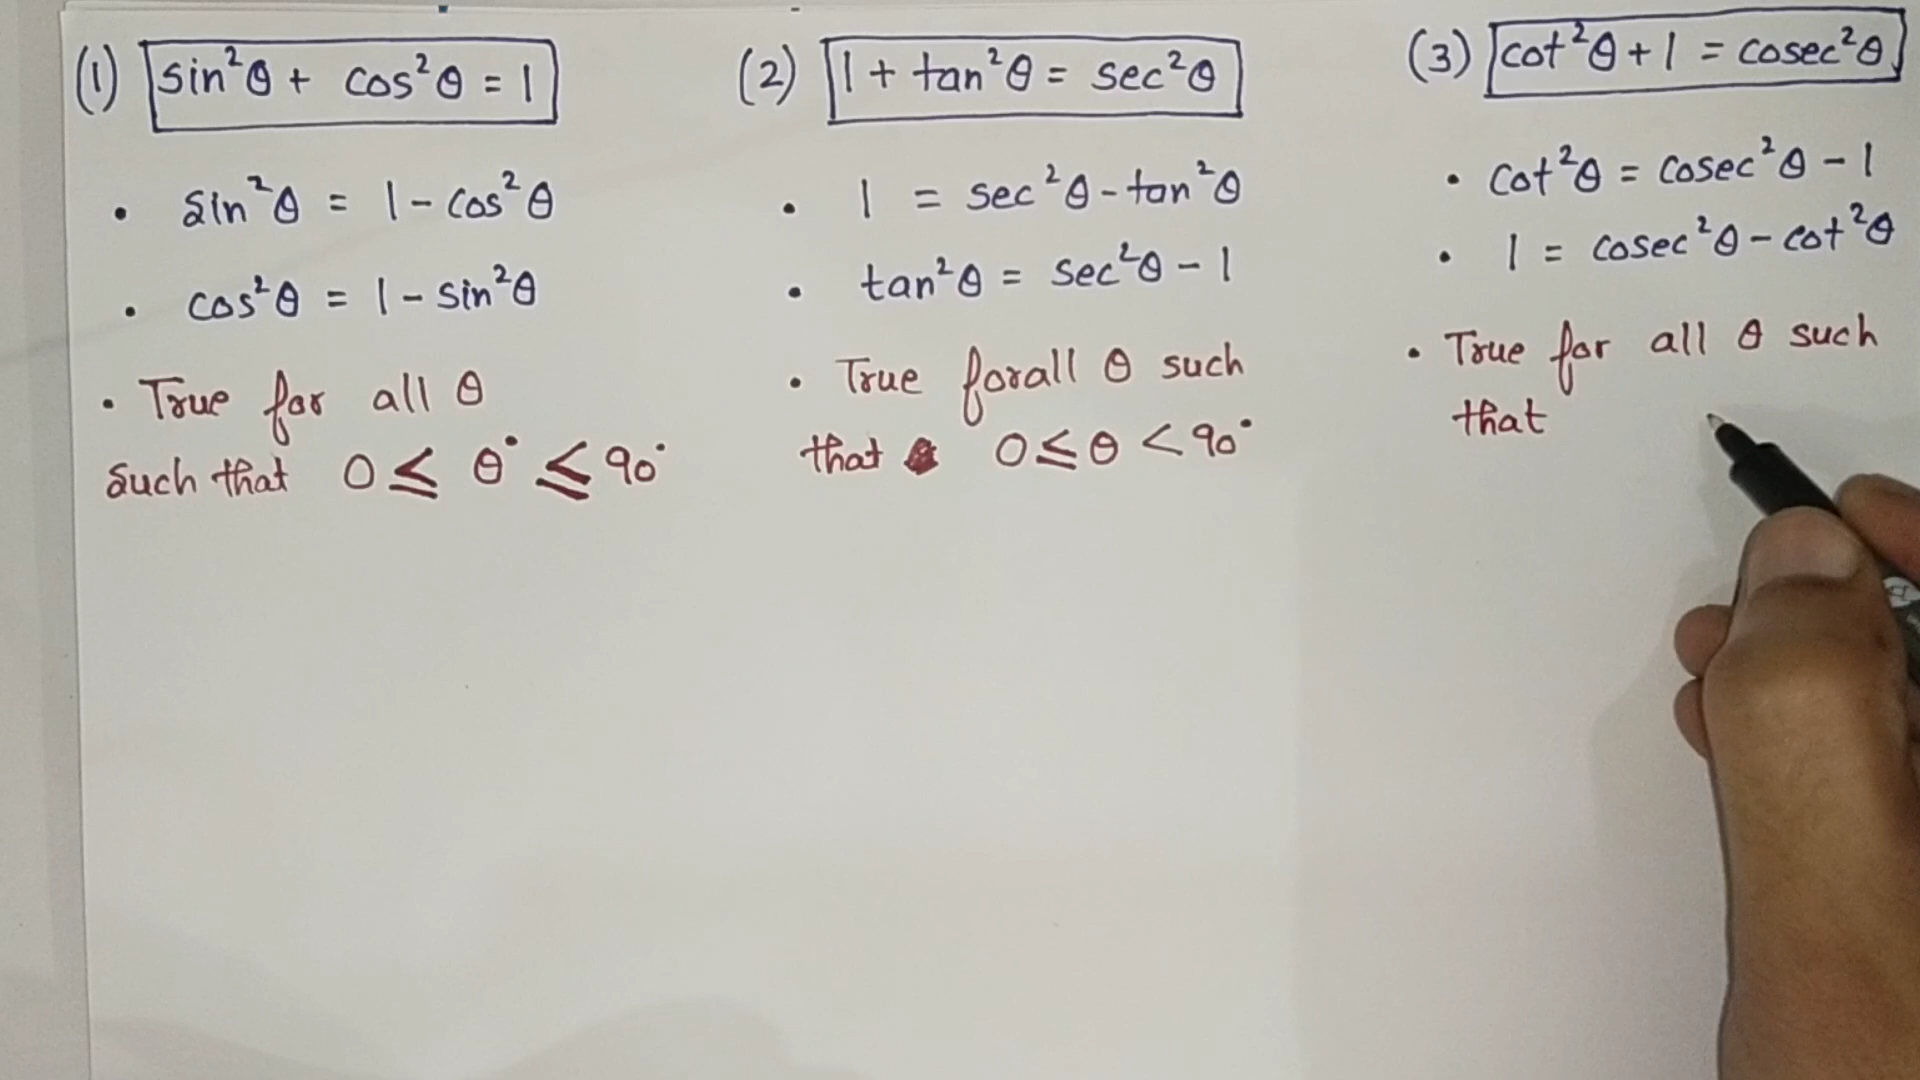 (1) sin²θ + cos²θ = 1
• sin²θ = 1 - cos²θ
• cos²θ = 1 - sin²θ
• True for all θ
such that 0 ≤ θ° ≤ 90°
(2) 1 + tan²θ = sec²θ
• 1 = sec²θ - tan²θ
• tan²θ = sec²θ - 1
• True for all θ such
that 0 ≤ θ < 90°
(3) cot²θ + 1 = cosec²θ
• cot²θ = cosec²θ - 1
• 1 = cosec²θ - cot²θ
• True for all θ such
that